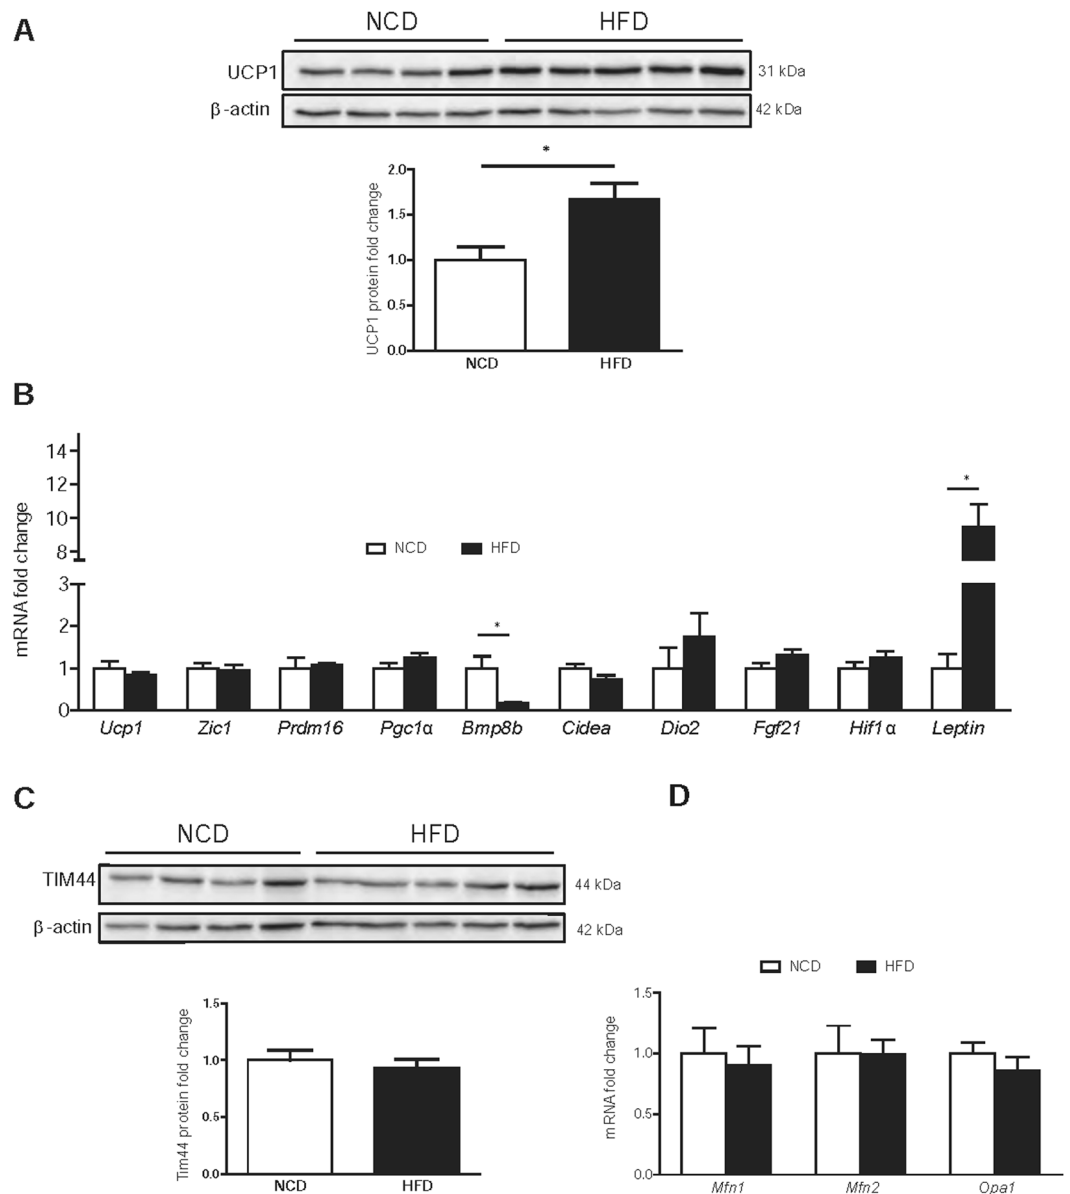 A
NCD HFD
UCP1 31 kDa
β-actin 42 kDa
*
2.0
1.5
1.0
0.5
0.0
UCP1 protein fold change
NCD HFD
B
14
12
10
8
3
2
1
0
mRNA fold change
NCD HFD
*
*
Ucp1 Zic1 Prdm16 Pgc1α Bmp8b Cidea Dio2 Fgf21 Hif1α Leptin
C
NCD HFD
TIM44 44 kDa
β-actin 42 kDa
1.5
1.0
0.5
0.0
Tim44 protein fold change
NCD HFD
D
NCD HFD
1.5
1.0
0.5
0.0
mRNA fold change
Mfn1 Mfn2 Opa1